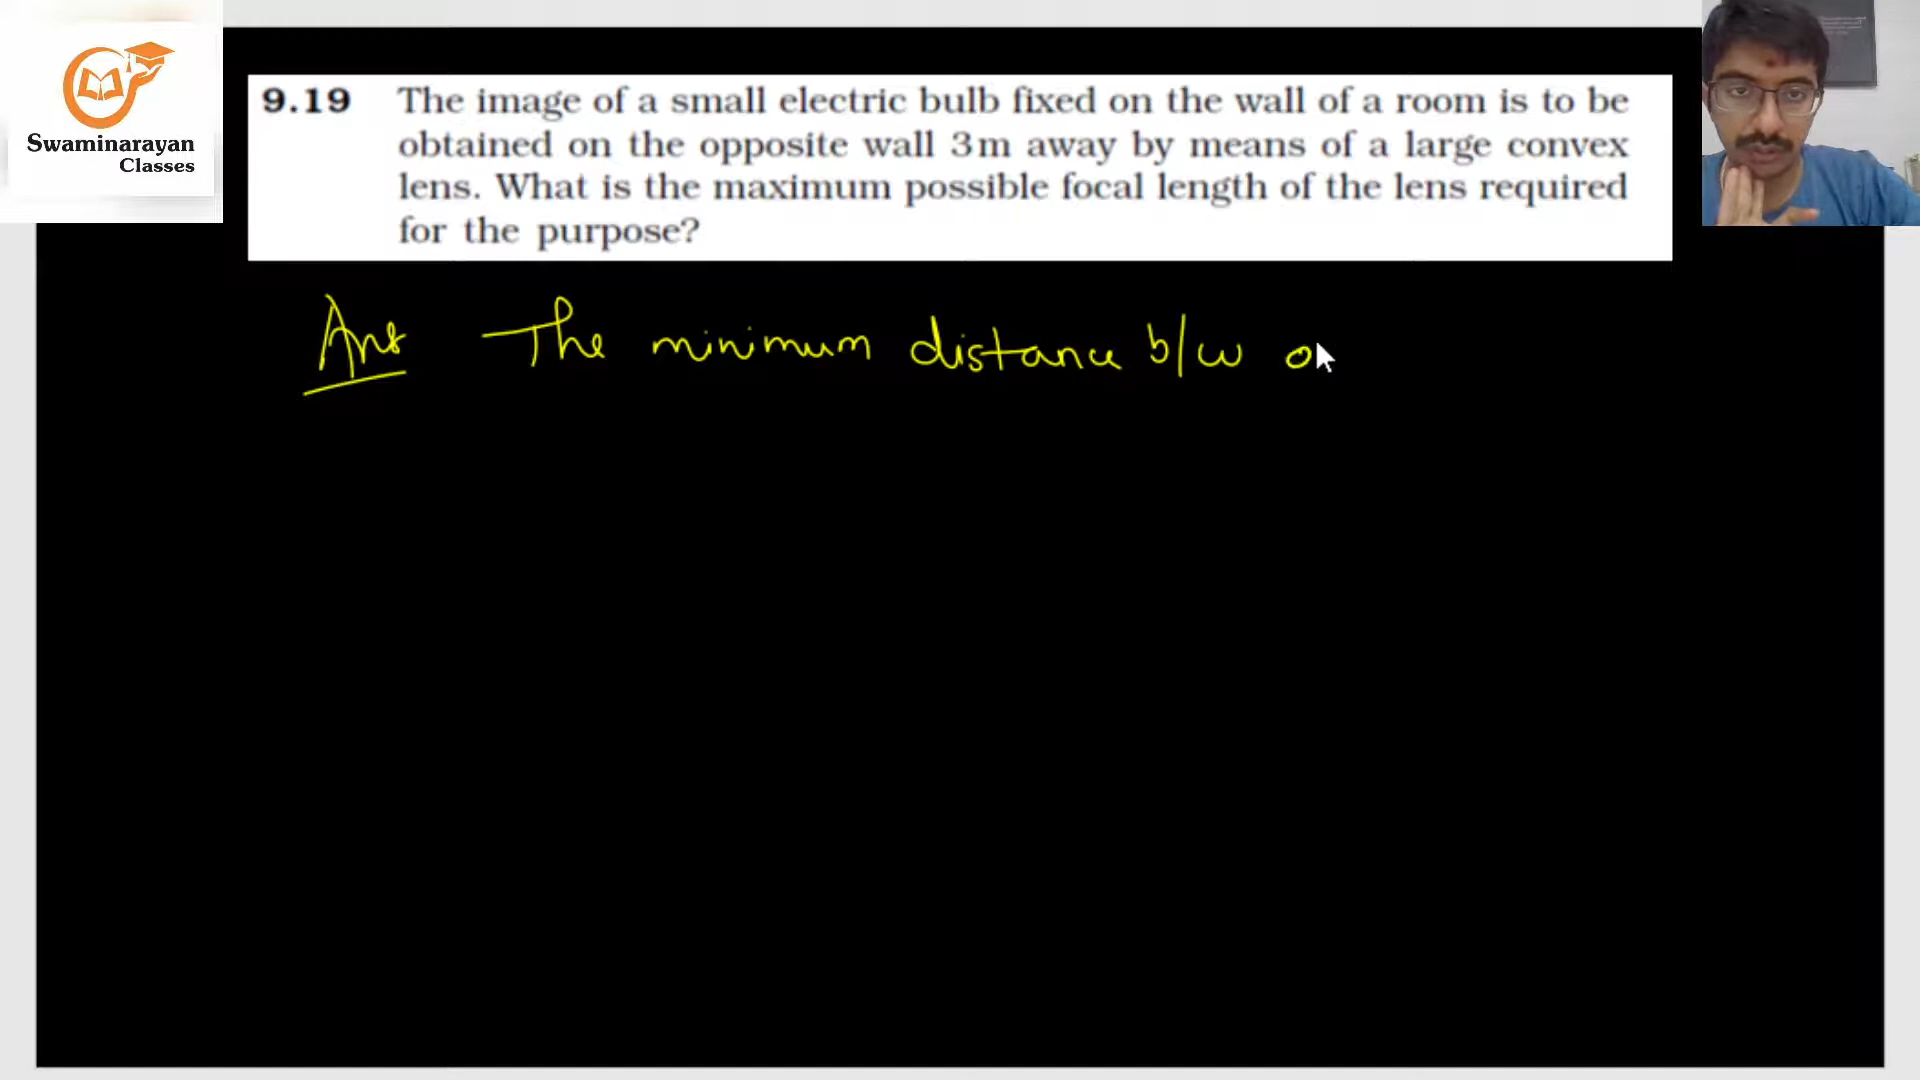 Swaminarayan
Classes
9.19 The image of a small electric bulb fixed on the wall of a room is to be
obtained on the opposite wall 3m away by means of a large convex
lens. What is the maximum possible focal length of the lens required
for the purpose?
Ans The minimum distance b/w o